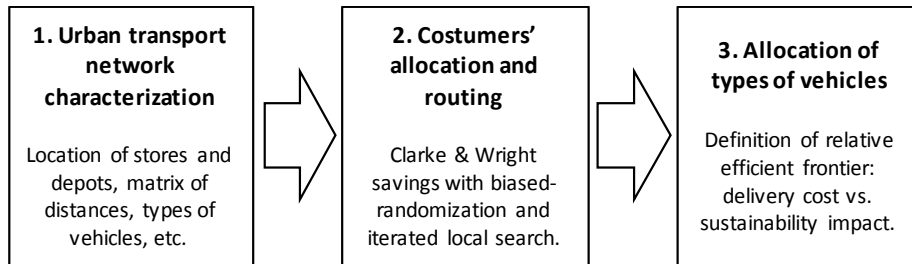 1. Urban transport
network
characterization
Location of stores and
depots, matrix of
distances, types of
vehicles, etc.
2. Costumers’
allocation and
routing
Clarke & Wright
savings with biased-
randomization and
iterated local search.
3. Allocation of
types of vehicles
Definition of relative
efficient frontier:
delivery cost vs.
sustainability impact.